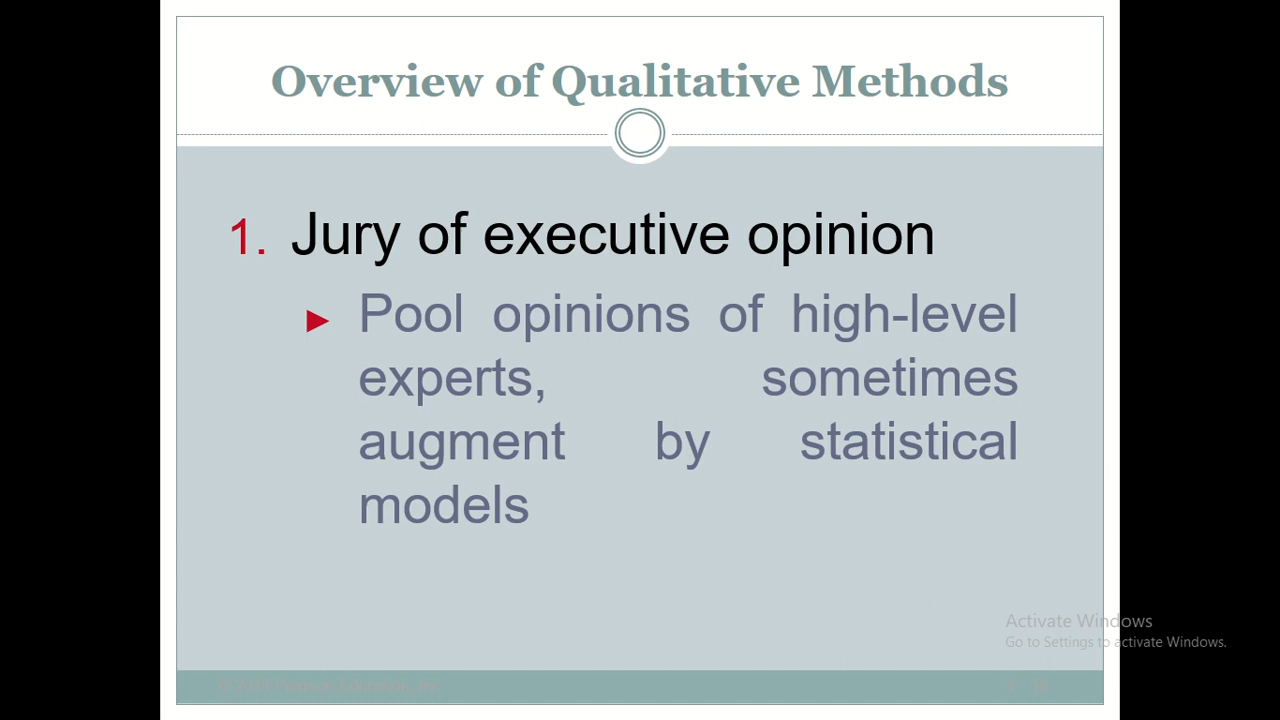 Overview of Qualitative Methods
1. Jury of executive opinion
► Pool opinions of high-level
experts, sometimes
augment by statistical
models
Activate Windows
Go to Settings to activate Windows.